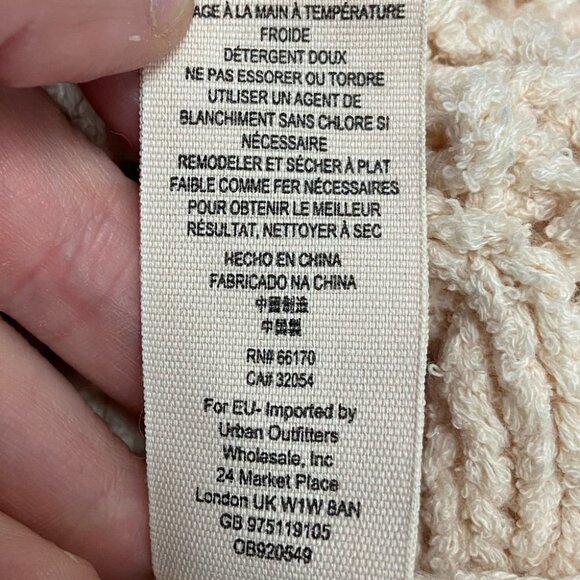 AGE À LA MAIN À TEMPÉRATURE
FROIDE
DÉTERGENT DOUX
NE PAS ESSORER OU TORDRE
UTILISER UN AGENT DE
BLANCHIMENT SANS CHLORE SI
NÉCESSAIRE
REMODELER ET SÉCHER À PLAT
FAIBLE COMME FER NÉCESSAIRES
POUR OBTENIR LE MEILLEUR
RÉSULTAT, NETTOYER À SEC
HECHO EN CHINA
FABRICADO NA CHINA
中國制造
中国製
RN# 66170
CA# 32054
For EU- Imported by
Urban Outfitters
Wholesale, Inc
24 Market Place
London UK W1W 8AN
GB 975119105
OB920549